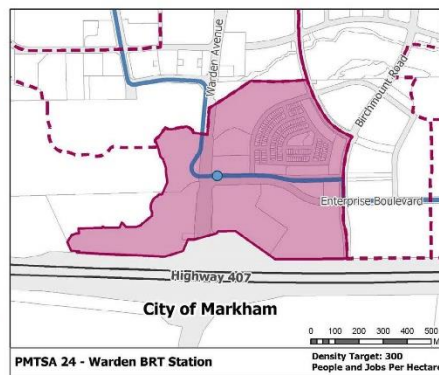 Warden Avenue
Birchmount Road
Enterprise Boulevard
Highway 407
City of Markham
0 100 200 300 400 500
M
PMTSA 24 - Warden BRT Station
Density Target: 300
People and Jobs Per Hectare